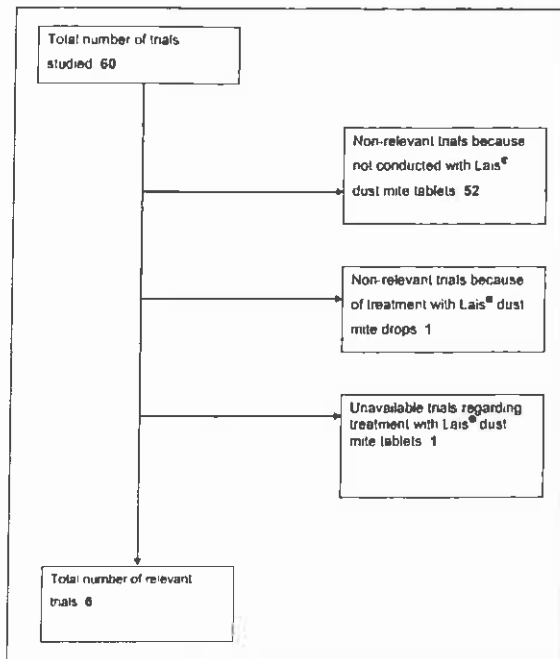 Total number of trials
studied 60
Non-relevant trials because
not conducted with Lais®
dust mite tablets 52
Non-relevant trials because
of treatment with Lais® dust
mite drops 1
Unavailable trials regarding
treatment with Lais® dust
mite tablets 1
Total number of relevant
trials 6